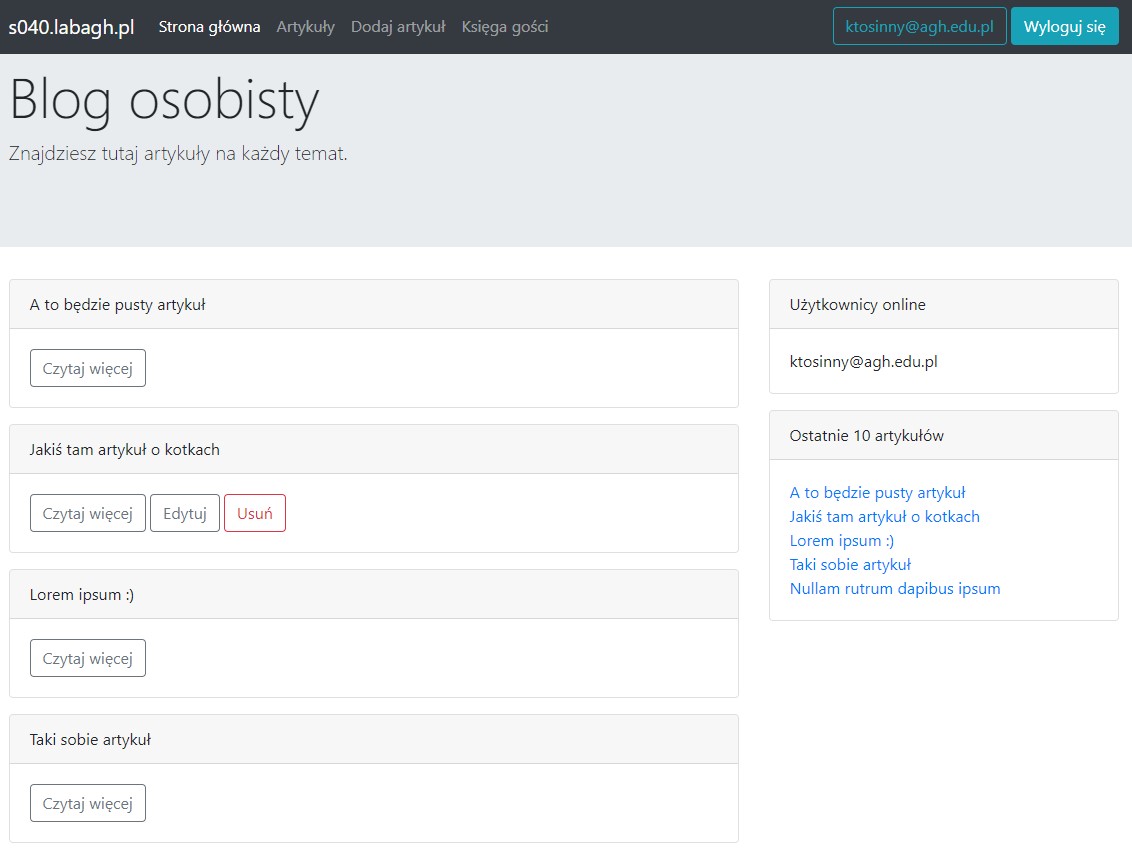 s040.labagh.pl Strona główna Artykuły Dodaj artykuł Księga gości ktosinny@agh.edu.pl Wyloguj się
Blog osobisty
Znajdziesz tutaj artykuły na każdy temat.
A to będzie pusty artykuł
Czytaj więcej
Jakiś tam artykuł o kotkach
Czytaj więcej Edytuj Usuń
Lorem ipsum :)
Czytaj więcej
Taki sobie artykuł
Czytaj więcej
Użytkownicy online
ktosinny@agh.edu.pl
Ostatnie 10 artykułów
A to będzie pusty artykuł
Jakiś tam artykuł o kotkach
Lorem ipsum :)
Taki sobie artykuł
Nullam rutrum dapibus ipsum